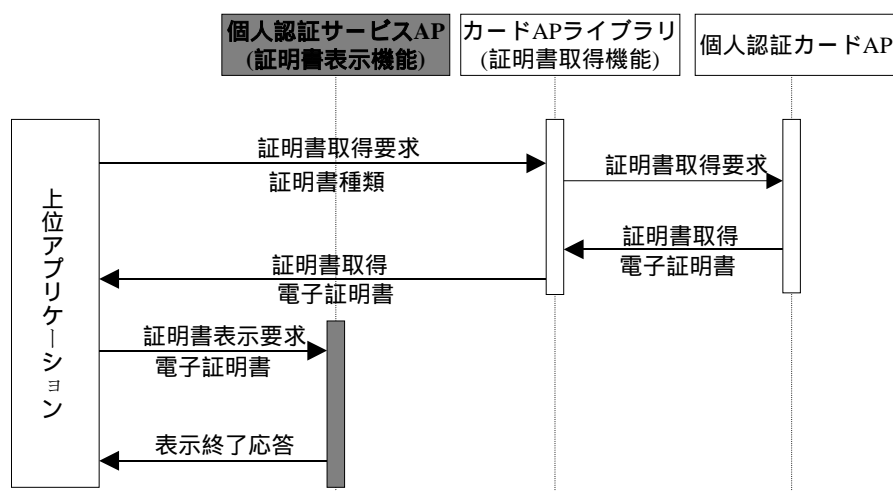 個人認証サービスAP
(証明書表示機能)
カードAPライブラリ
(証明書取得機能)
個人認証カードAP
上位アプリケーション
証明書取得要求
証明書種類
証明書取得要求
証明書取得
電子証明書
証明書取得
電子証明書
証明書表示要求
電子証明書
表示終了応答